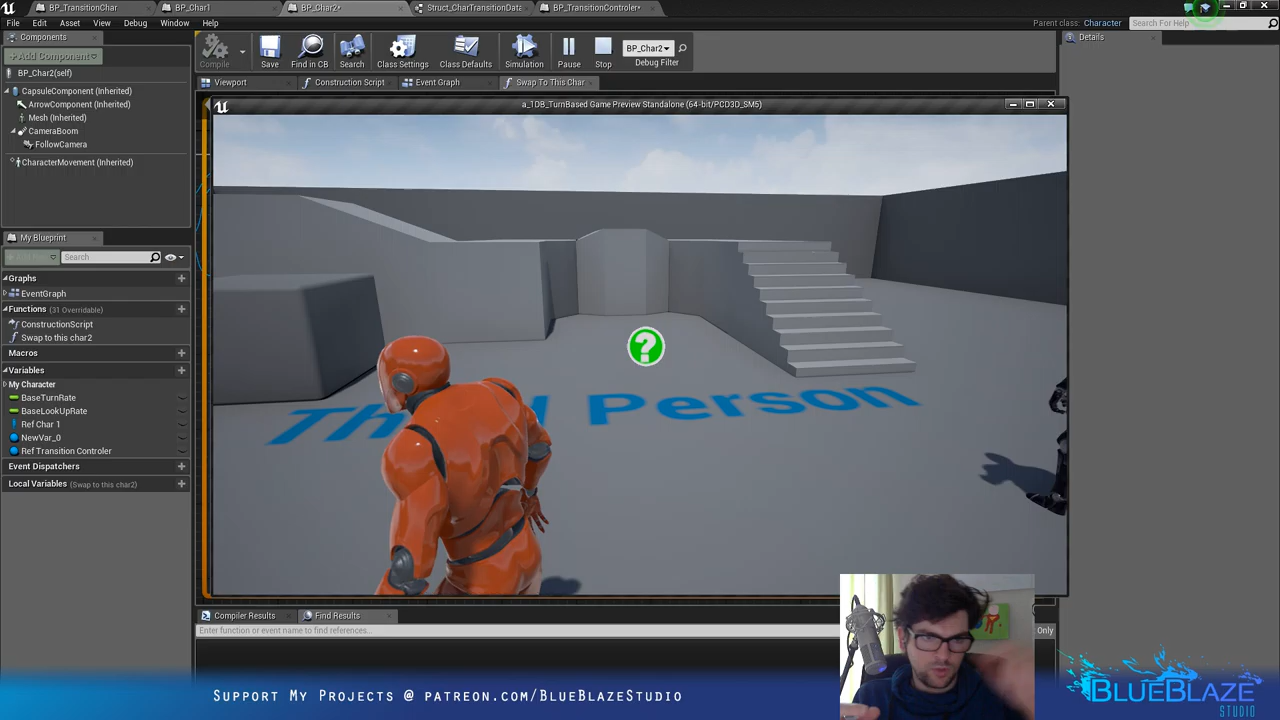 BP_TransitionChar
BP_Char1
BP_Char2*
Struct_CharTransitionData
BP_TransitionControler*
File Edit Asset View Debug Window Help
Parent class: Character
Search For Help
Components
+Add Component
BP_Char2(self)
CapsuleComponent (Inherited)
ArrowComponent (Inherited)
Mesh (Inherited)
CameraBoom
FollowCamera
CharacterMovement (Inherited)
Compile
Save
Find in CB
Search
Class Settings
Class Defaults
Simulation
Pause
Stop
BP_Char2
Debug Filter
Details
Viewport
Construction Script
Event Graph
Swap To This Char
a_1DB_TurnBased Game Preview Standalone (64-bit/PCD3D_SM5)
Third Person
?
My Blueprint
Search
Graphs
EventGraph
Functions (31 Overridable)
ConstructionScript
Swap to this char2
Macros
Variables
My Character
BaseTurnRate
BaseLookUpRate
Ref Char 1
NewVar_0
Ref Transition Controler
Event Dispatchers
Local Variables (Swap to this char2)
Compiler Results
Find Results
Enter function or event name to find references...
Only
Support My Projects @ patreon.com/BlueBlazeStudio
BlueBlaze
Studio